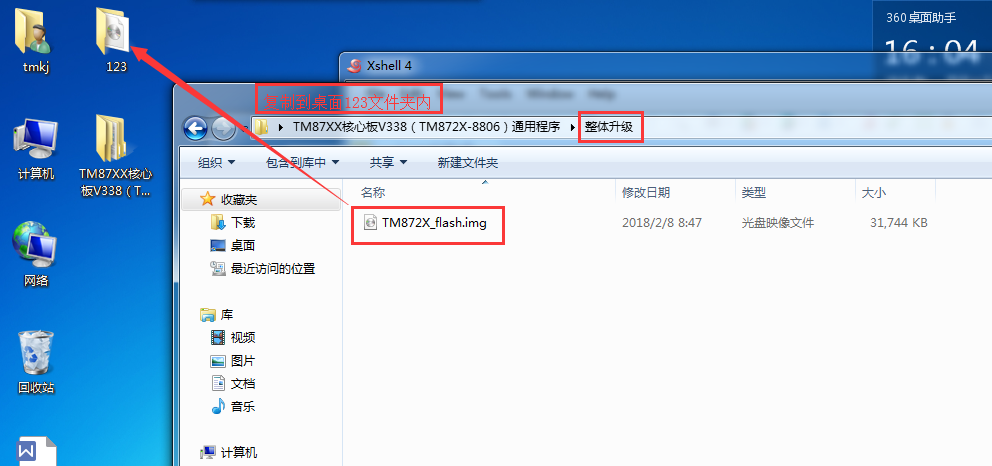 360桌面助手
16:04
tmkj
123
Xshell 4
View Tools Window Help
复制到桌面123文件夹内
TM87XX核心板V338（TM872X-8806）通用程序
整体升级
组织
包含到库中
共享
新建文件夹
计算机
TM87XX核心
板V338（T...
名称
修改日期
类型
大小
收藏夹
TM872X_flash.img
2018/2/8 8:47
光盘映像文件
31,744 KB
下载
桌面
最近访问的位置
网络
库
视频
图片
文档
音乐
回收站
计算机
W